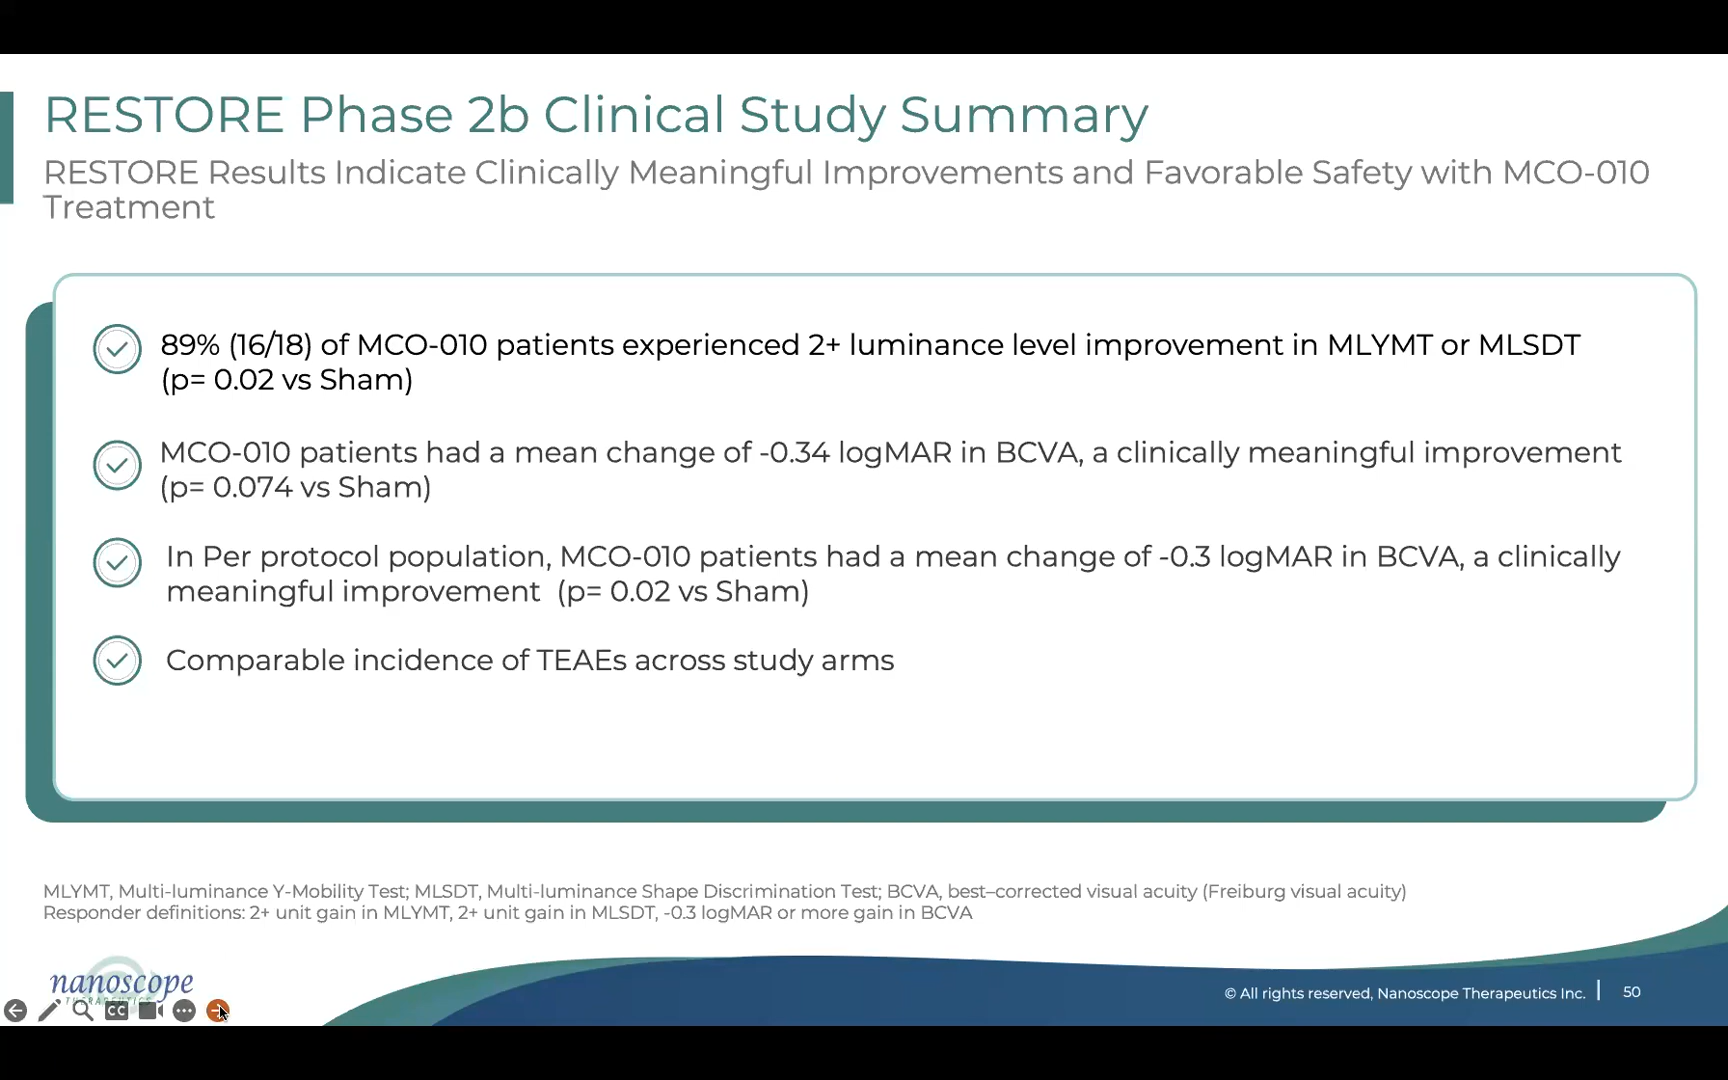 RESTORE Phase 2b Clinical Study Summary
RESTORE Results Indicate Clinically Meaningful Improvements and Favorable Safety with MCO-010
Treatment
89% (16/18) of MCO-010 patients experienced 2+ luminance level improvement in MLYMT or MLSDT
(p= 0.02 vs Sham)
MCO-010 patients had a mean change of -0.34 logMAR in BCVA, a clinically meaningful improvement
(p= 0.074 vs Sham)
In Per protocol population, MCO-010 patients had a mean change of -0.3 logMAR in BCVA, a clinically
meaningful improvement  (p= 0.02 vs Sham)
Comparable incidence of TEAEs across study arms
MLYMT, Multi-luminance Y-Mobility Test; MLSDT, Multi-luminance Shape Discrimination Test; BCVA, best–corrected visual acuity (Freiburg visual acuity)
Responder definitions: 2+ unit gain in MLYMT, 2+ unit gain in MLSDT, -0.3 logMAR or more gain in BCVA
nanoscope
THERAPEUTICS
CC
© All rights reserved, Nanoscope Therapeutics Inc.
50